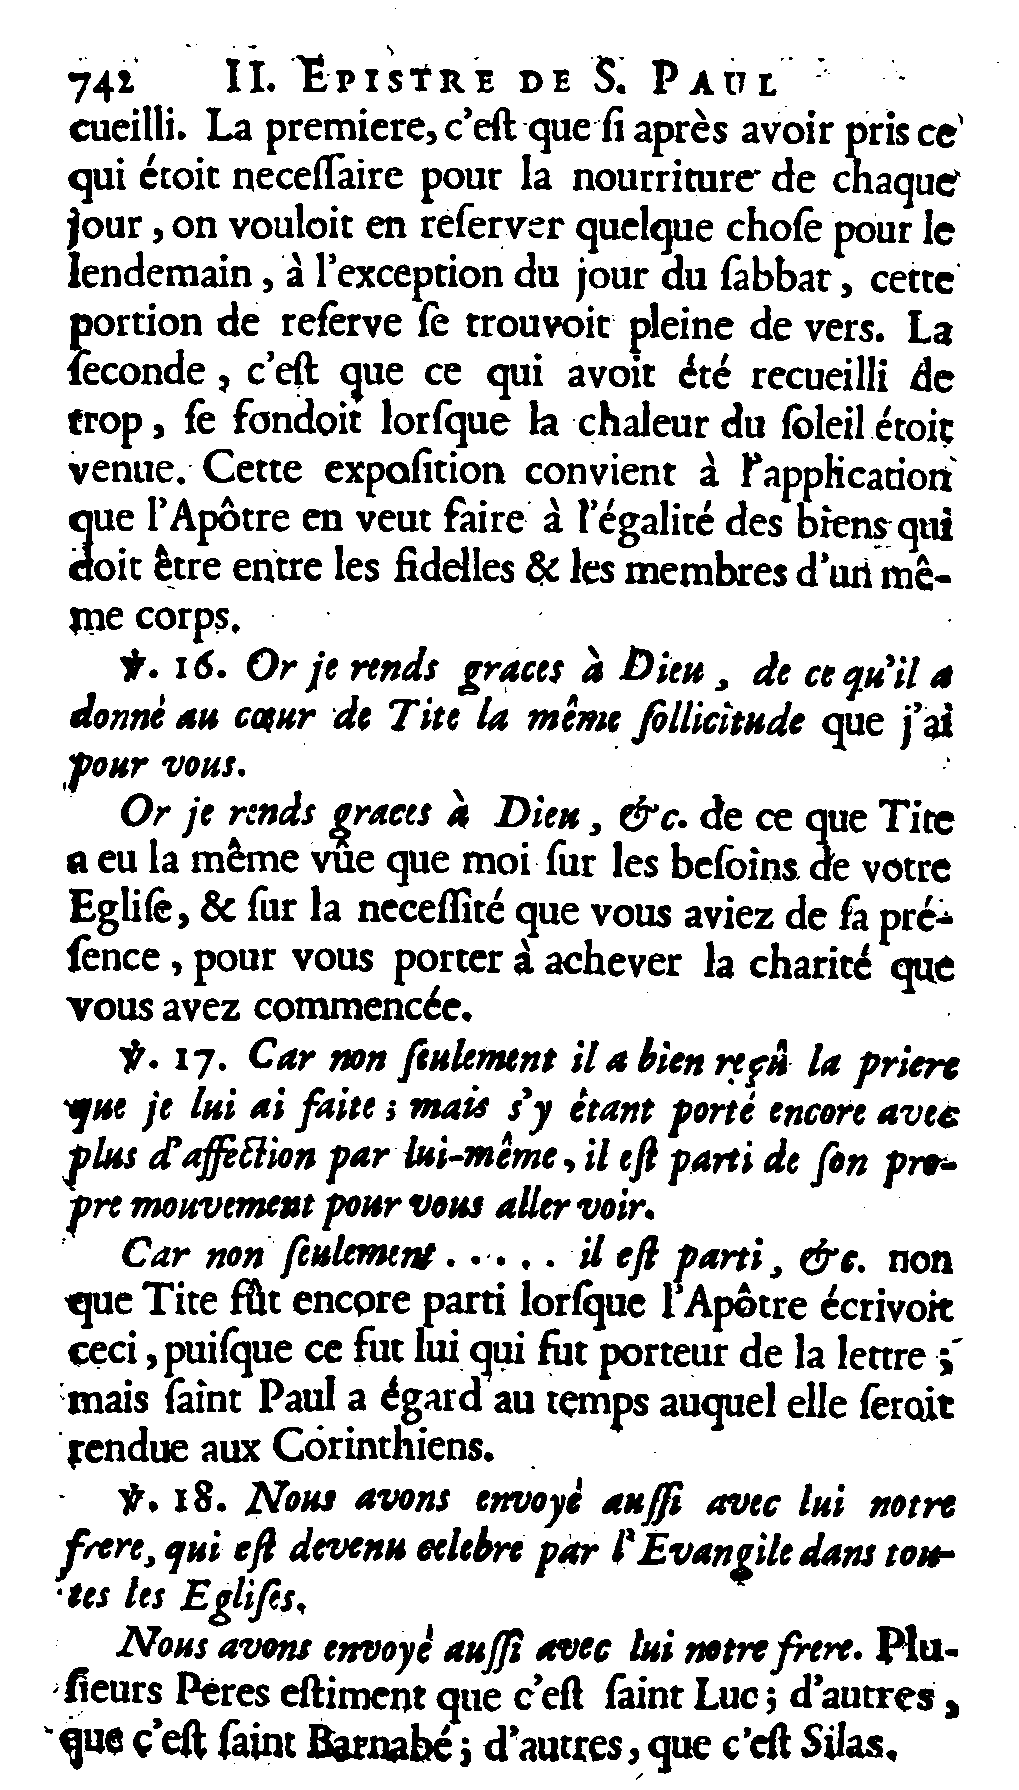 742 II. EPISTRE DE S. PAUL
cueilli. La premiere, c'eſt que ſi après avoir pris ce
qui étoit neceſſaire pour la nourriture de chaque
jour, on vouloit en reſerver quelque choſe pour le
lendemain, à l'exception du jour du ſabbat, cette
portion de reſerve ſe trouvoit pleine de vers. La
ſeconde, c'eſt que ce qui avoit été recueilli de
trop, ſe fondoit lorſque la chaleur du ſoleil étoit
venue. Cette expoſition convient à l'application
que l'Apôtre en veut faire à l'égalité des biens qui
doit être entre les fidelles & les membres d'un mê-
me corps.
℣. 16. Or je rends graces à Dieu, de ce qu'il a
donné au cœur de Tite la même ſollicitude que j'ai
pour vous.
Or je rends graces à Dieu, &c. de ce que Tite
a eu la même vûe que moi ſur les beſoins de votre
Egliſe, & ſur la neceſſité que vous aviez de ſa pré-
ſence, pour vous porter à achever la charité que
vous avez commencée.
℣. 17. Car non ſeulement il a bien reçû la priere
que je lui ai faite; mais s'y étant porté encore avec
plus d'affection par lui-même, il eſt parti de ſon pro-
pre mouvement pour vous aller voir.
Car non ſeulement..... il eſt parti, &c. non
que Tite fût encore parti lorſque l'Apôtre écrivoit
ceci, puiſque ce fut lui qui fut porteur de la lettre;
mais ſaint Paul a égard au temps auquel elle ſeroit
rendue aux Corinthiens.
℣. 18. Nous avons envoyé auſſi avec lui notre
frere, qui eſt devenu celebre par l'Evangile dans tou-
tes les Egliſes.
Nous avons envoyé auſſi avec lui notre frere. Plu-
ſieurs Peres eſtiment que c'eſt ſaint Luc; d'autres,
que c'eſt ſaint Barnabé; d'autres, que c'eſt Silas.